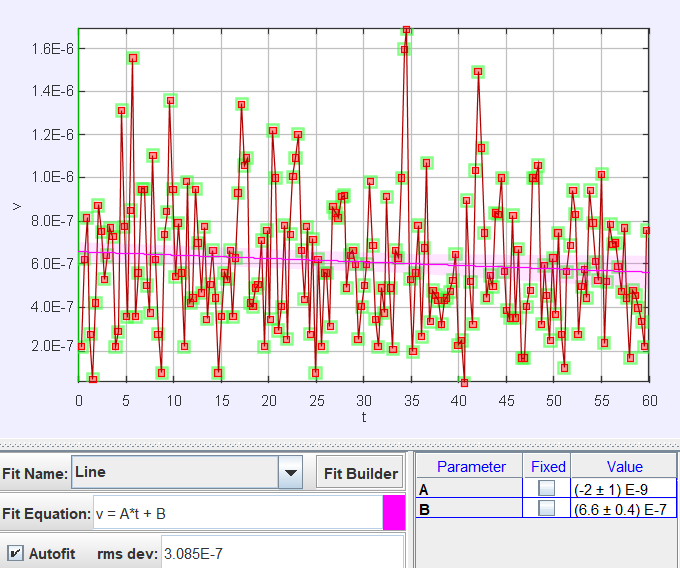 1.6E-6
1.4E-6
1.2E-6
1.0E-6
8.0E-7
v
6.0E-7
4.0E-7
2.0E-7
0 5 10 15 20 25 30 35 40 45 50 55 60
t
Fit Name: Line Fit Builder
Fit Equation: v = A*t + B
Autofit rms dev: 3.085E-7
Parameter Fixed Value
A (-2 ± 1) E-9
B (6.6 ± 0.4) E-7